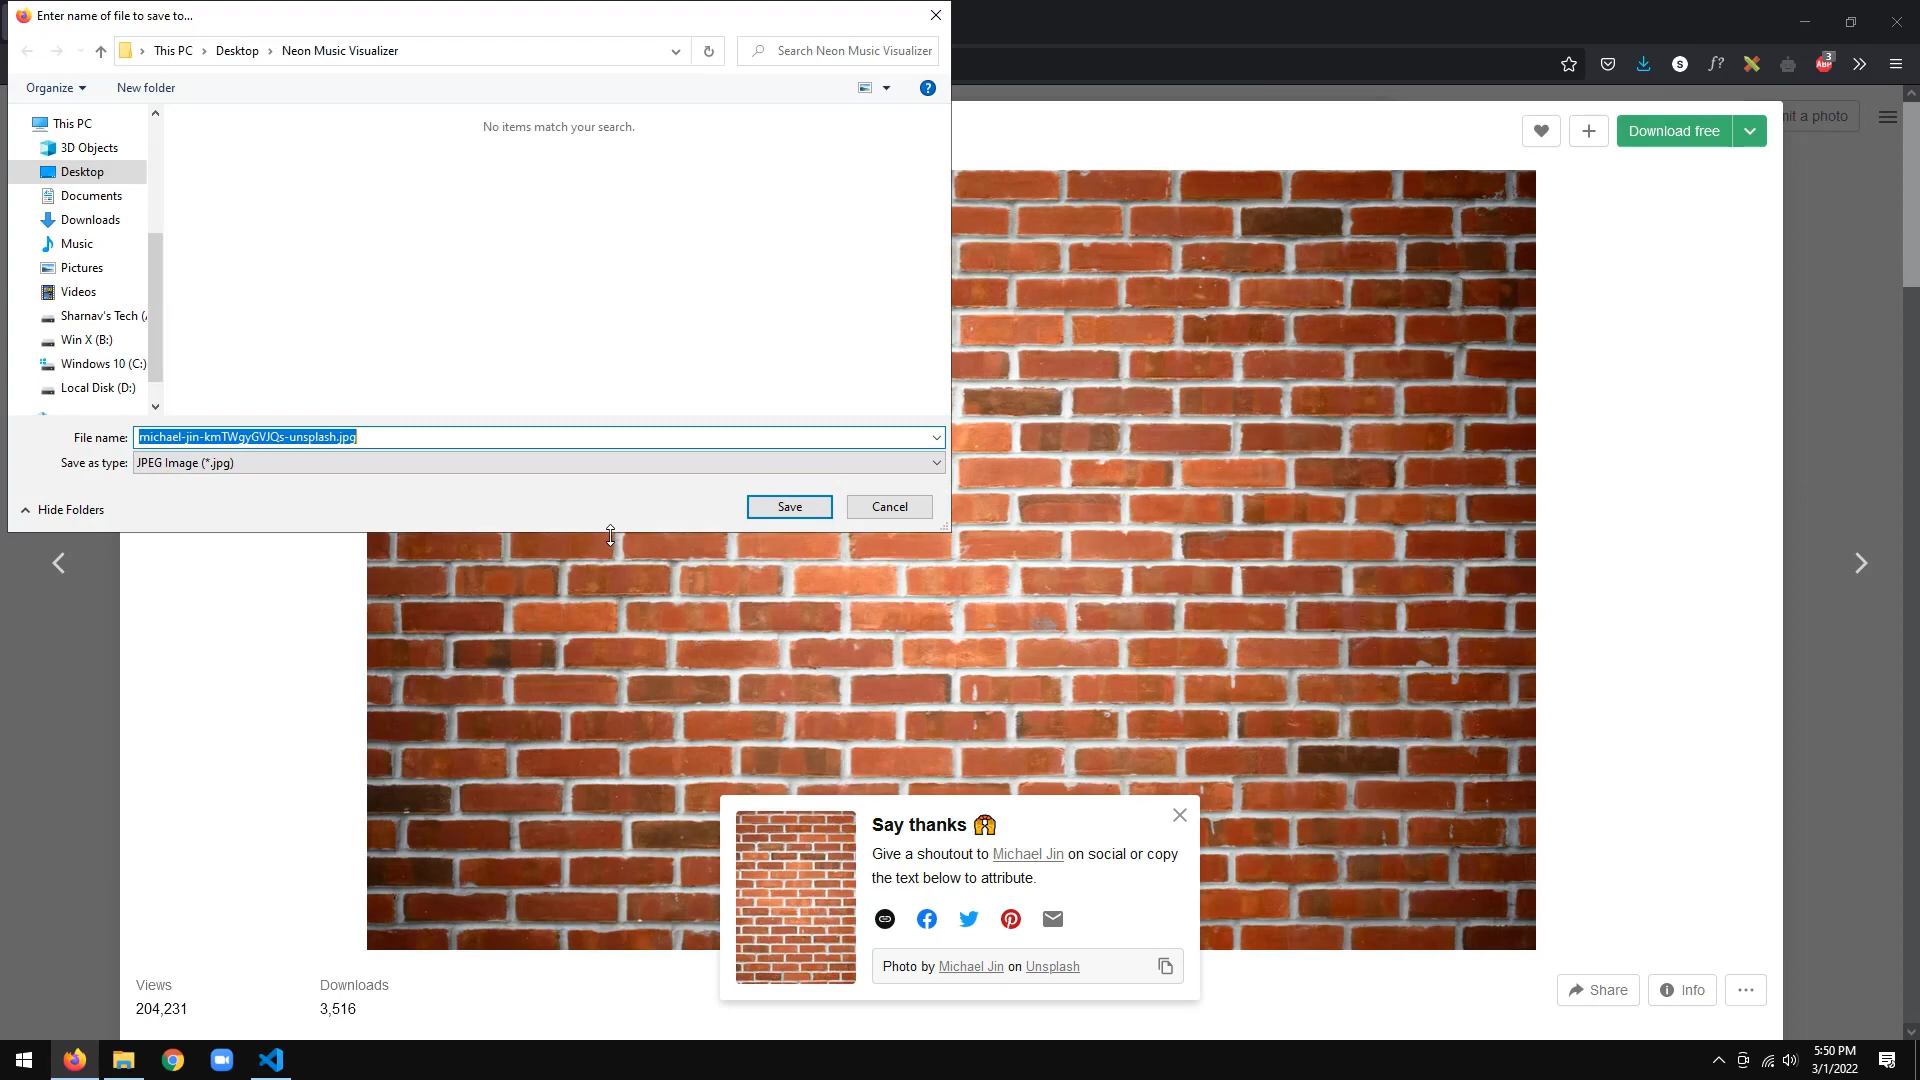 Enter name of file to save to...
This PC > Desktop > Neon Music Visualizer
Search Neon Music Visualizer
Organize
New folder
This PC
3D Objects
Desktop
Documents
Downloads
Music
Pictures
Videos
Sharnav's Tech (
Win X (B:)
Windows 10 (C:)
Local Disk (D:)
No items match your search.
File name: michael-jin-kmTWgyGVJQs-unsplash.jpg
Save as type: JPEG Image (*.jpg)
Hide Folders
Save
Cancel
S
f?
ABP
3
it a photo
Download free
Say thanks 🙌
Give a shoutout to Michael Jin on social or copy
the text below to attribute.
Photo by Michael Jin on Unsplash
Views
204,231
Downloads
3,516
Share
Info
5:50 PM
3/1/2022